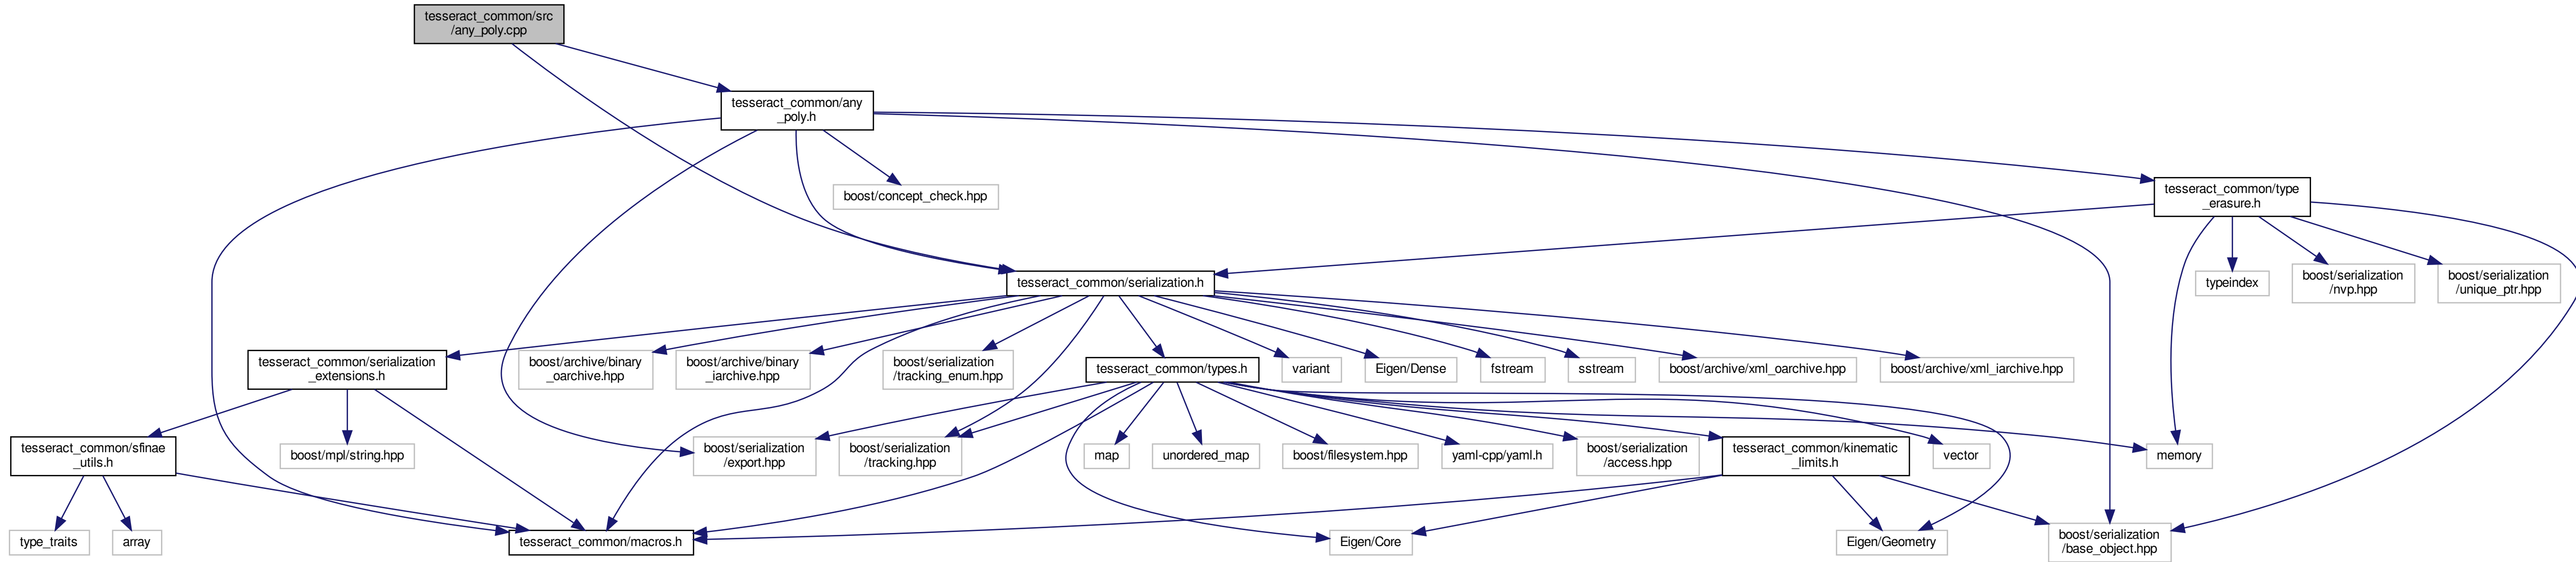 tesseract_common/src
/any_poly.cpp
tesseract_common/any
_poly.h
boost/concept_check.hpp
tesseract_common/type
_erasure.h
tesseract_common/serialization.h
typeindex
boost/serialization
/nvp.hpp
boost/serialization
/unique_ptr.hpp
tesseract_common/serialization
_extensions.h
boost/archive/binary
_oarchive.hpp
boost/archive/binary
_iarchive.hpp
boost/serialization
/tracking_enum.hpp
tesseract_common/types.h
variant
Eigen/Dense
fstream
sstream
boost/archive/xml_oarchive.hpp
boost/archive/xml_iarchive.hpp
tesseract_common/sfinae
_utils.h
boost/mpl/string.hpp
boost/serialization
/export.hpp
boost/serialization
/tracking.hpp
map
unordered_map
boost/filesystem.hpp
yaml-cpp/yaml.h
boost/serialization
/access.hpp
tesseract_common/kinematic
_limits.h
vector
memory
type_traits
array
tesseract_common/macros.h
Eigen/Core
Eigen/Geometry
boost/serialization
/base_object.hpp